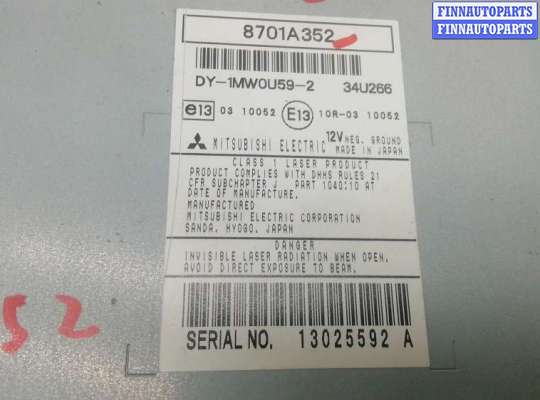 FINNAUTOPARTS
FINNAUTOPARTS
8701A352
DY-1MW0U59-2 34U266
e13 03 10052 E13 10R-03 10052
MITSUBISHI ELECTRIC 12V NEG. GROUND
MADE IN JAPAN
CLASS 1 LASER PRODUCT
PRODUCT COMPLIES WITH DHHS RULES 21
CFR SUBCHAPTER J PART 1040:10 AT
DATE OF MANUFACTURE.
MANUFACTURED
MITSUBISHI ELECTRIC CORPORATION
SANDA, HYOGO, JAPAN
DANGER
INVISIBLE LASER RADIATION WHEN OPEN.
AVOID DIRECT EXPOSURE TO BEAM.
SERIAL NO. 13025592 A
52